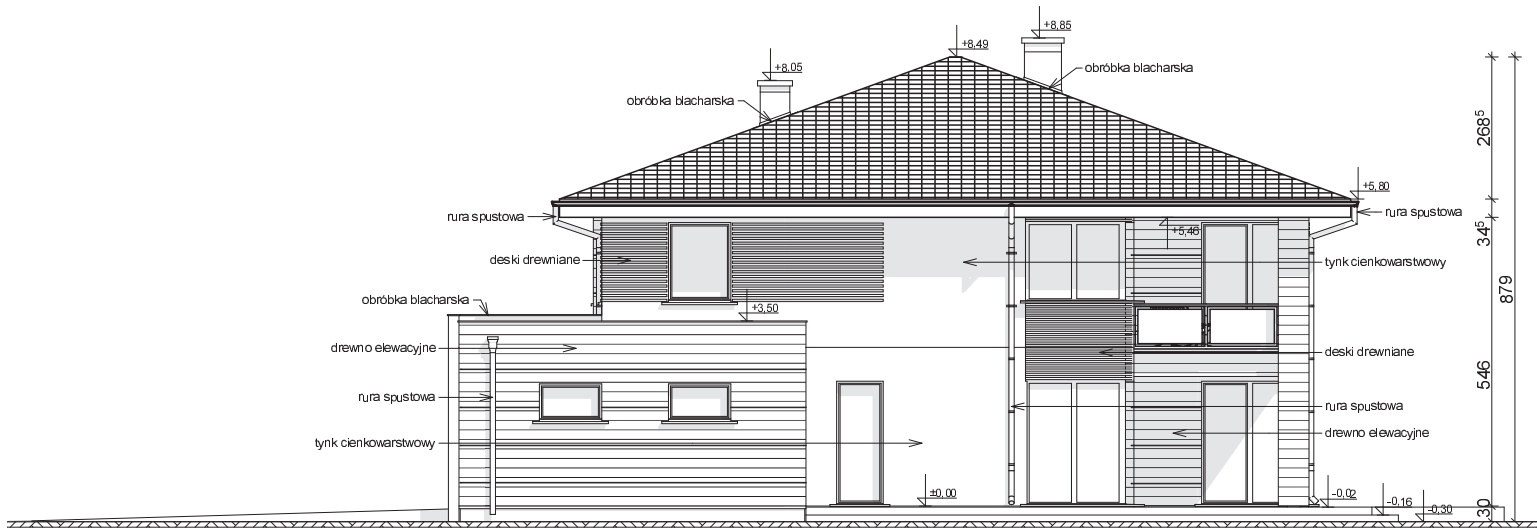 +8,85
+8,49
+8,05
obróbka blacharska
obróbka blacharska
268⁵
+5,80
rura spustowa
rura spustowa
34⁵
+5,46
deski drewniane
tynk cienkowarstwowy
879
obróbka blacharska
+3,50
drewno elewacyjne
deski drewniane
546
rura spustowa
rura spustowa
drewno elewacyjne
tynk cienkowarstwowy
±0,00
-0,02
-0,16
-0,30
30